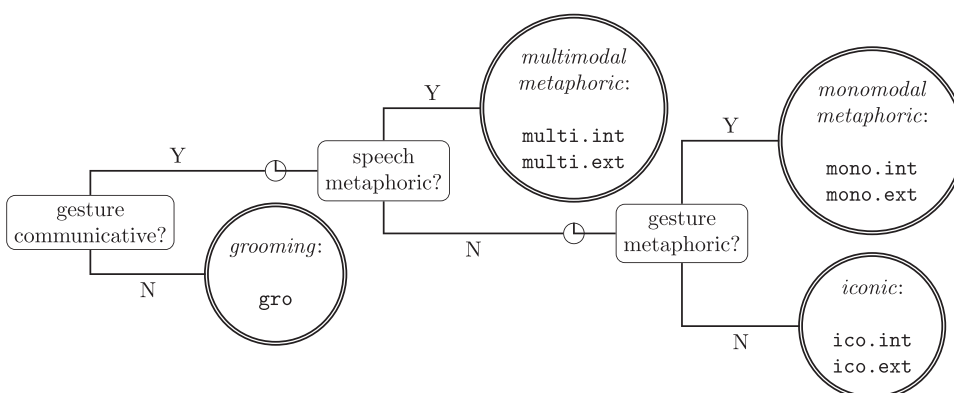 multimodal
metaphoric:
multi.int
multi.ext
monomodal
metaphoric:
mono.int
mono.ext
Y
Y
Y
speech
metaphoric?
gesture
communicative?
gesture
metaphoric?
grooming:
gro
N
N
N
iconic:
ico.int
ico.ext